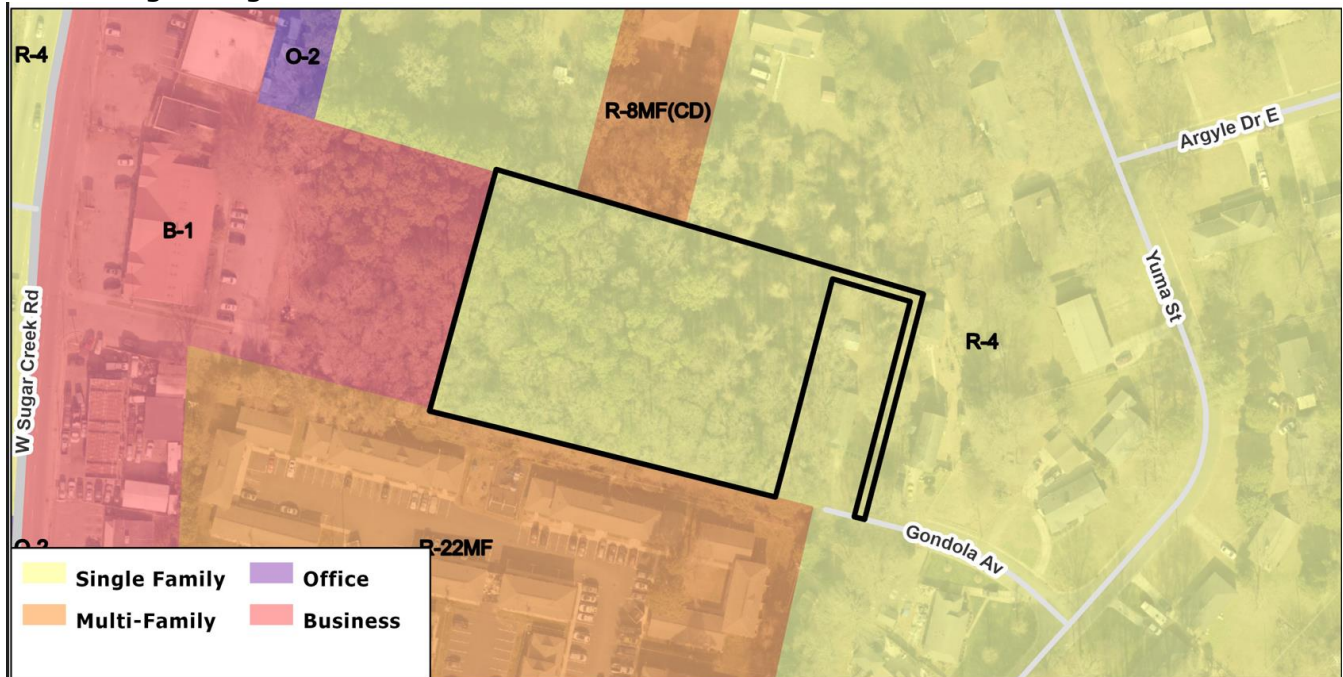 R-4
O-2
R-8MF(CD)
Argyle Dr E
B-1
Yuma St
R-4
W Sugar Creek Rd
Gondola Av
R-22MF
Single Family
Office
Multi-Family
Business